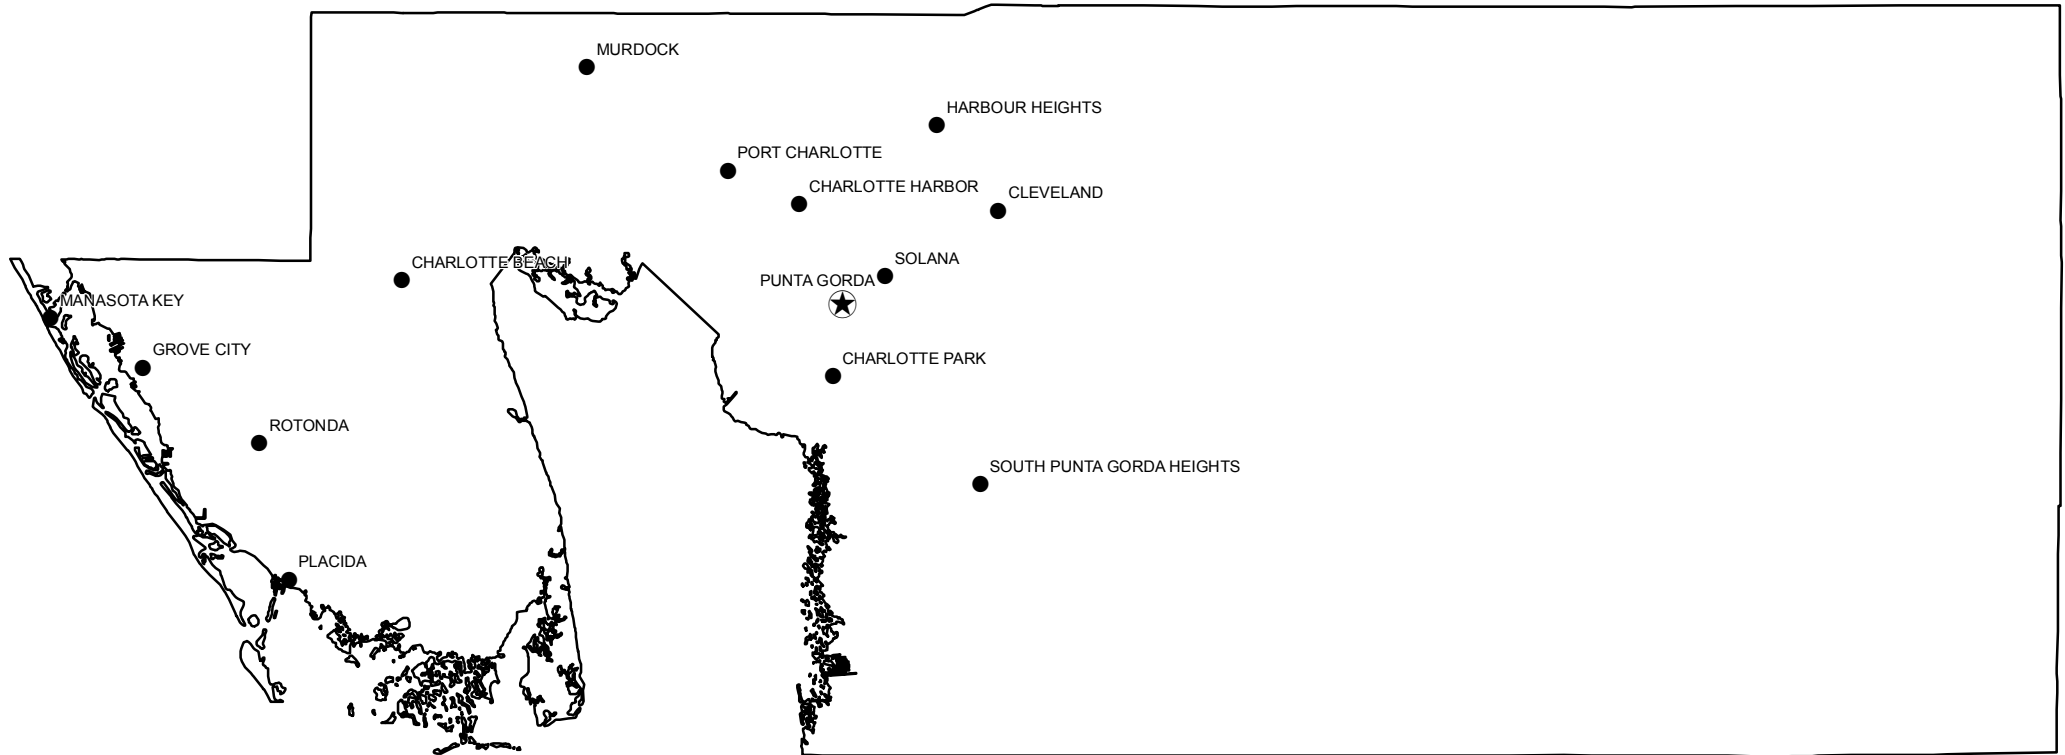 MURDOCK
HARBOUR HEIGHTS
PORT CHARLOTTE
CHARLOTTE HARBOR
CLEVELAND
SOLANA
CHARLOTTE BEACH
PUNTA GORDA
MANASOTA KEY
GROVE CITY
CHARLOTTE PARK
ROTONDA
SOUTH PUNTA GORDA HEIGHTS
PLACIDA